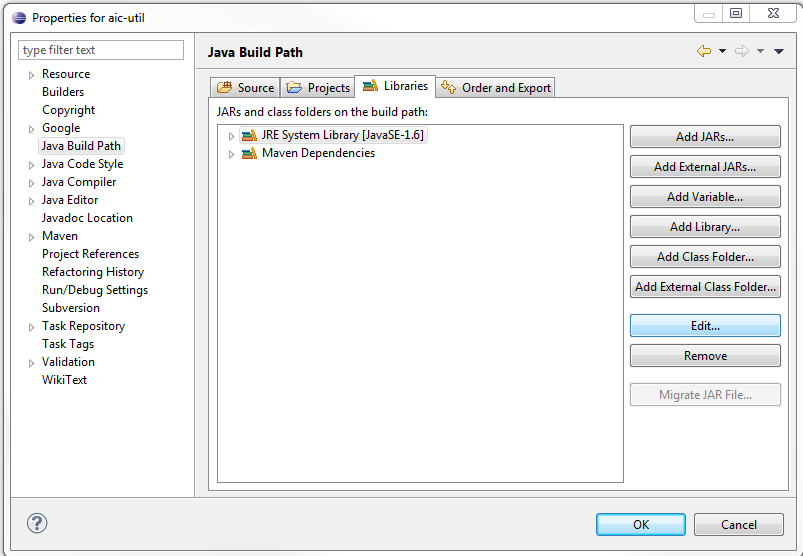 Properties for aic-util
type filter text
Resource
Builders
Copyright
Google
Java Build Path
Java Code Style
Java Compiler
Java Editor
Javadoc Location
Maven
Project References
Refactoring History
Run/Debug Settings
Subversion
Task Repository
Task Tags
Validation
WikiText
Java Build Path
Source
Projects
Libraries
Order and Export
JARs and class folders on the build path:
JRE System Library [JavaSE-1.6]
Maven Dependencies
Add JARs...
Add External JARs...
Add Variable...
Add Library...
Add Class Folder...
Add External Class Folder...
Edit...
Remove
Migrate JAR File...
?
OK
Cancel